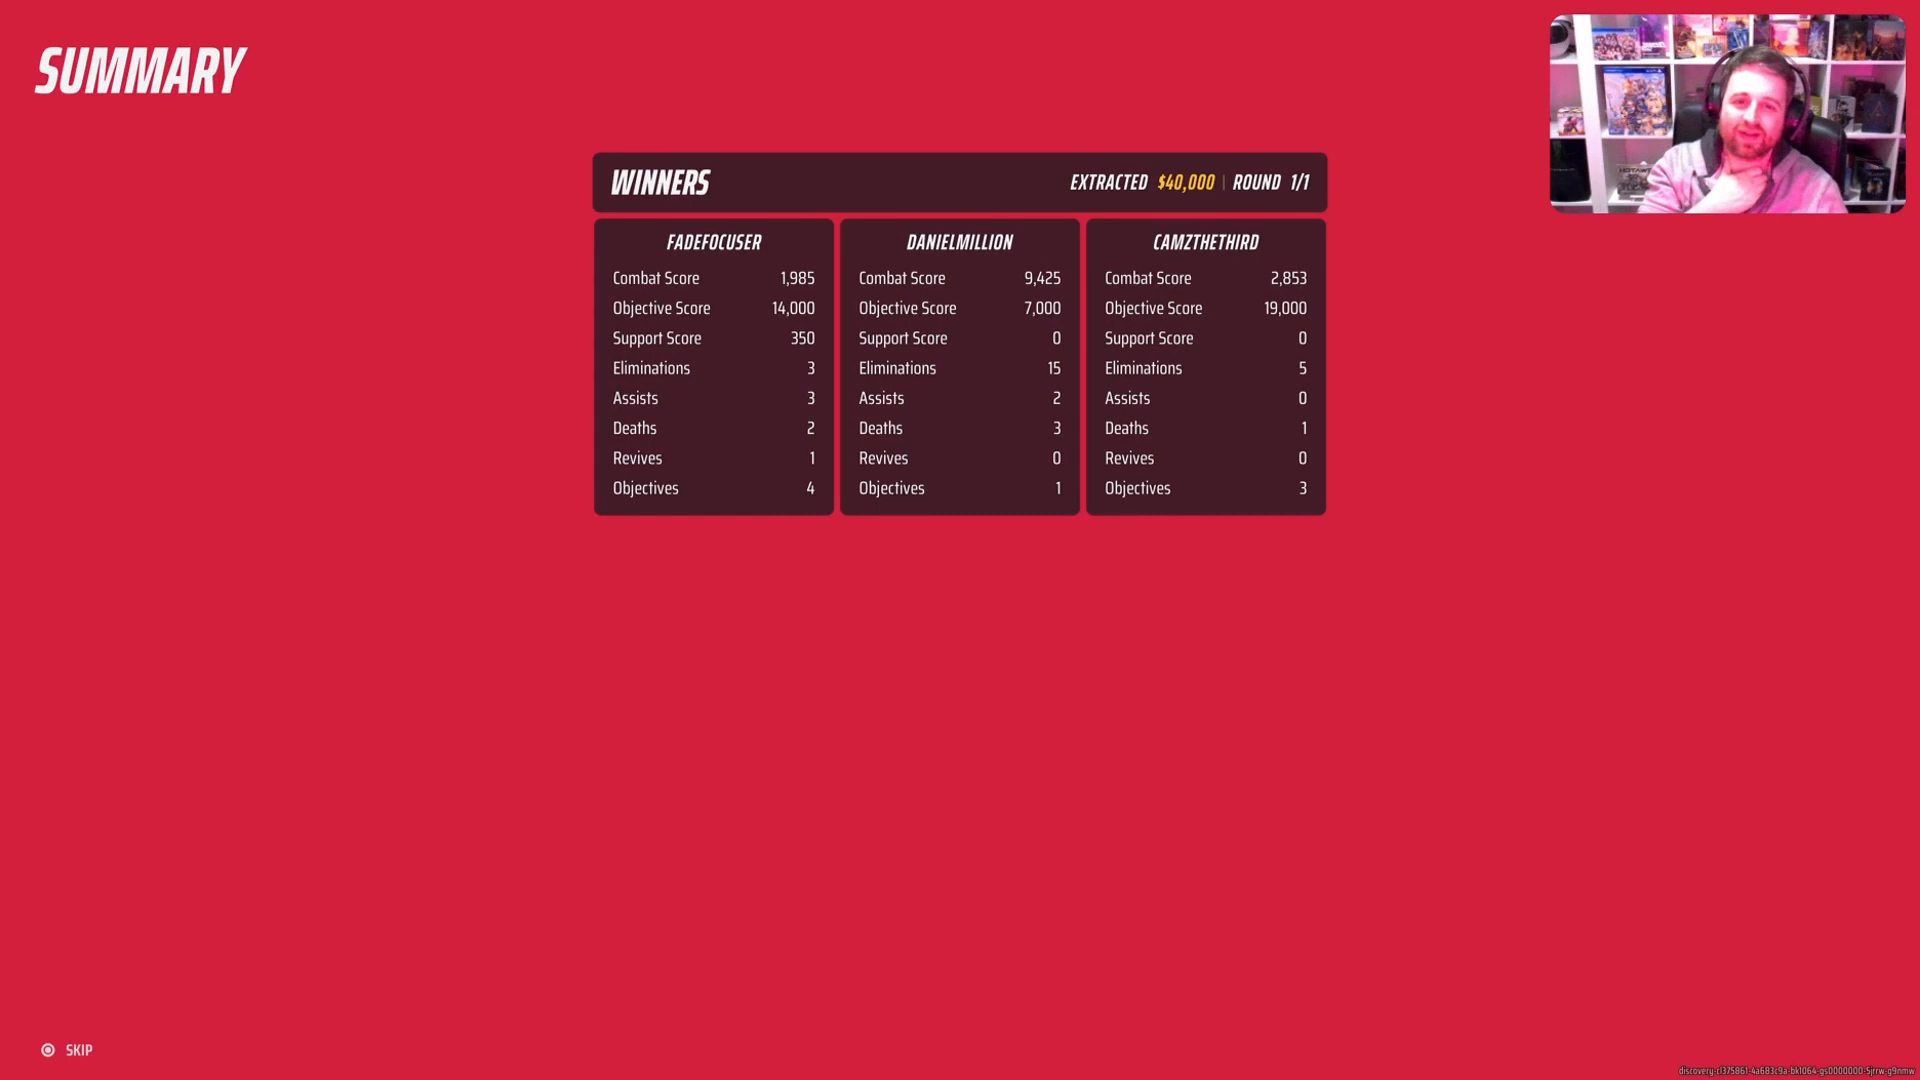 SUMMARY
WINNERS
EXTRACTED $40,000 | ROUND 1/1
FADEFOCUSER
Combat Score 1,985
Objective Score 14,000
Support Score 350
Eliminations 3
Assists 3
Deaths 2
Revives 1
Objectives 4
DANIELMILLION
Combat Score 9,425
Objective Score 7,000
Support Score 0
Eliminations 15
Assists 2
Deaths 3
Revives 0
Objectives 1
CAMZTHETHIRD
Combat Score 2,853
Objective Score 19,000
Support Score 0
Eliminations 5
Assists 0
Deaths 1
Revives 0
Objectives 3
SKIP